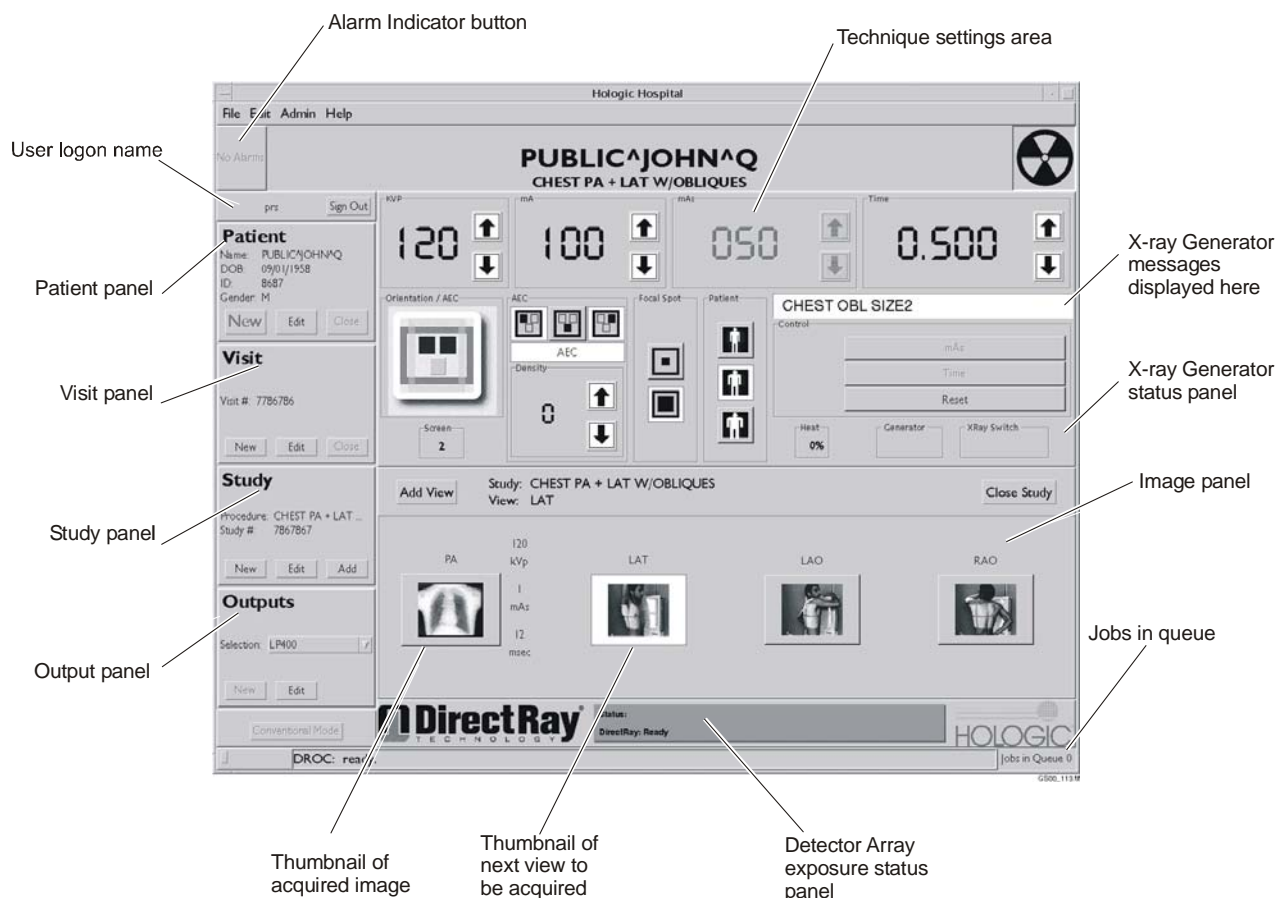 Alarm Indicator button
Technique settings area
Hologic Hospital
File Edit Admin Help
User logon name
No Alarms
PUBLIC^JOHN^Q
CHEST PA + LAT W/OBLIQUES
prs
Sign Out
KVP
mA
mAs
Time
120
100
050
0.500
Patient
Name: PUBLIC^JOHN^Q
DOB: 09/01/1958
ID: 8687
Gender: M
New
Edit
Close
Patient panel
X-ray Generator
messages
displayed here
Orientation / AEC
AEC
Focal Spot
Patient
CHEST OBL SIZE2
Control
mAs
Time
Reset
AEC
Density
0
Screen
2
Heat
0%
Generator
XRay Switch
X-ray Generator
status panel
Visit
Visit #: 7786786
New
Edit
Close
Visit panel
Study
Procedure: CHEST PA + LAT ...
Study #: 7867867
New
Edit
Add
Study panel
Add View
Study: CHEST PA + LAT W/OBLIQUES
View: LAT
Close Study
Image panel
PA
120
kVp
1
mAs
12
msec
LAT
LAO
RAO
Outputs
Selection: LP400
New
Edit
Output panel
Jobs in queue
Conventional Mode
DirectRay
TECHNOLOGY
Status:
DirectRay: Ready
HOLOGIC
DROC: ready.
Jobs in Queue 0
GS00_113.fif
Thumbnail of
acquired image
Thumbnail of
next view to
be acquired
Detector Array
exposure status
panel